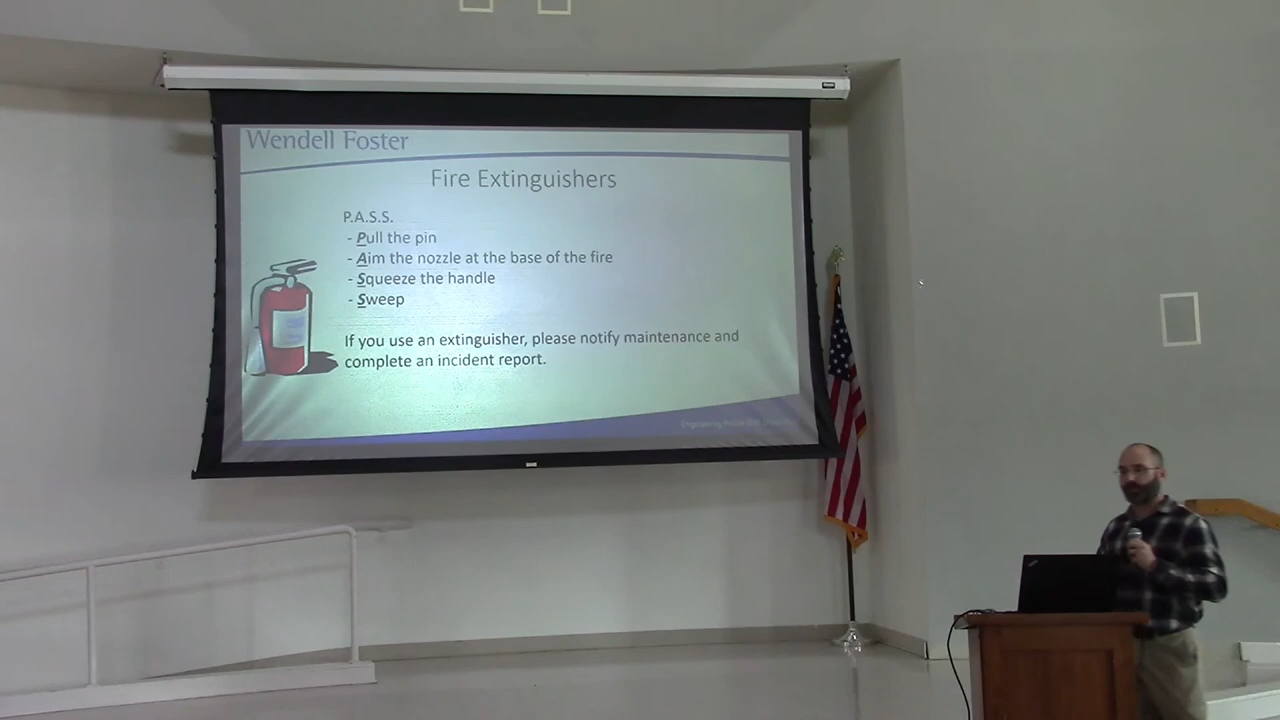 Wendell Foster
Fire Extinguishers
P.A.S.S.
- Pull the pin
- Aim the nozzle at the base of the fire
- Squeeze the handle
- Sweep
If you use an extinguisher, please notify maintenance and
complete an incident report.